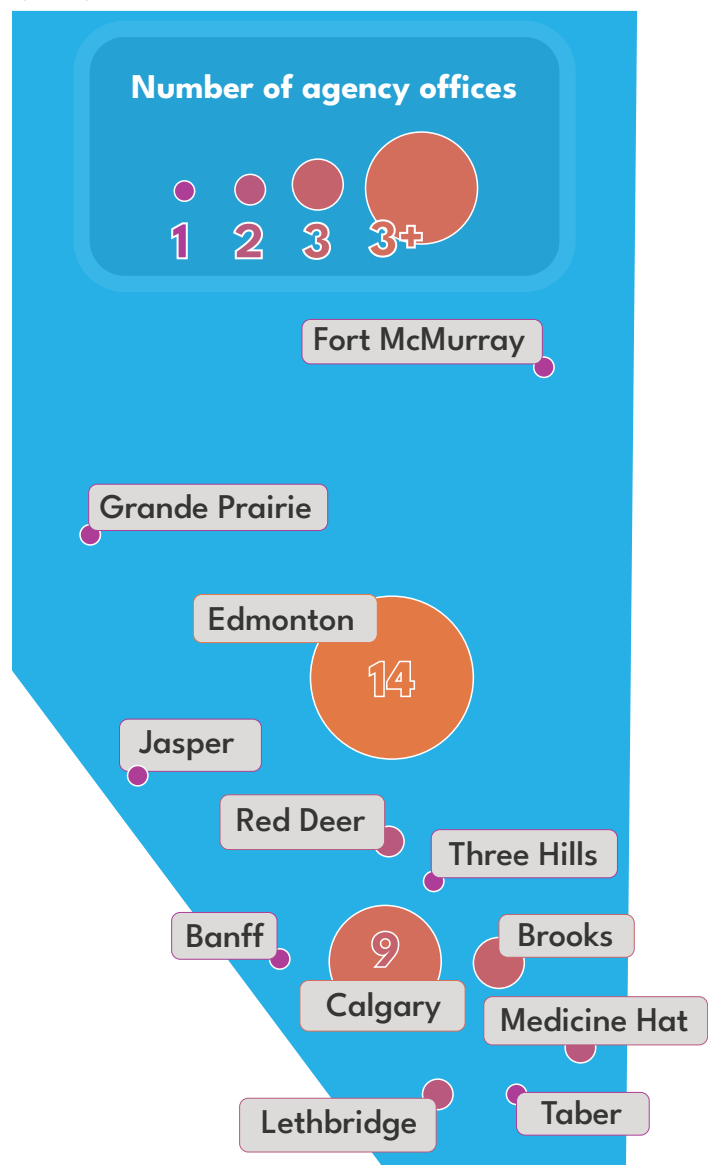 Number of agency offices
1 2 3 3+
Fort McMurray
Grande Prairie
Edmonton
14
Jasper
Red Deer
Three Hills
Banff
9
Brooks
Calgary
Medicine Hat
Lethbridge
Taber